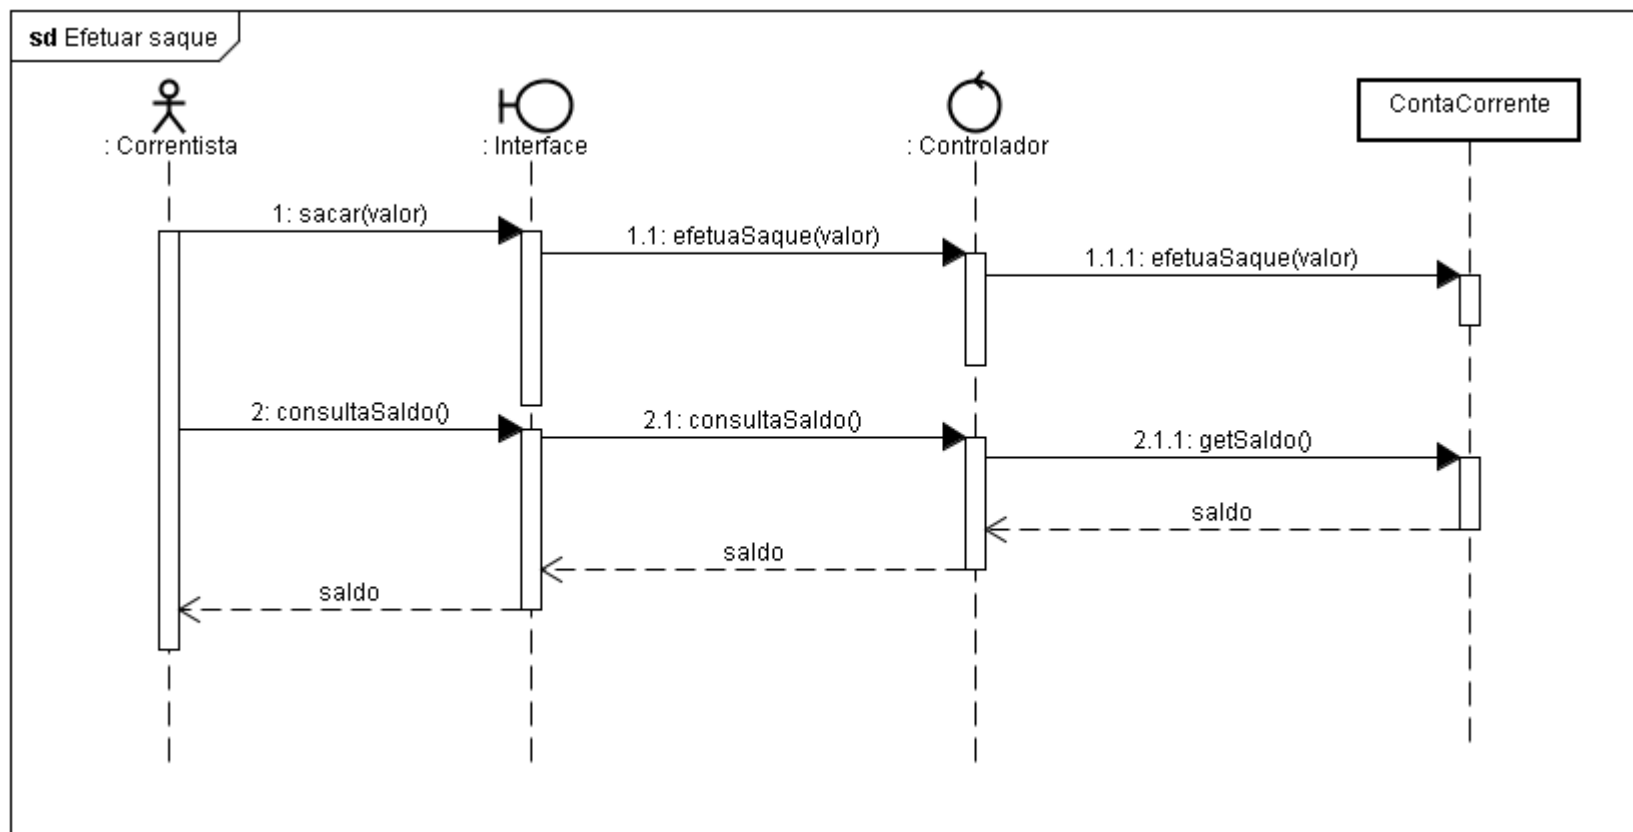 sd Efetuar saque
: Correntista
: Interface
: Controlador
ContaCorrente
1: sacar(valor)
1.1: efetuaSaque(valor)
1.1.1: efetuaSaque(valor)
2: consultaSaldo()
2.1: consultaSaldo()
2.1.1: getSaldo()
saldo
saldo
saldo